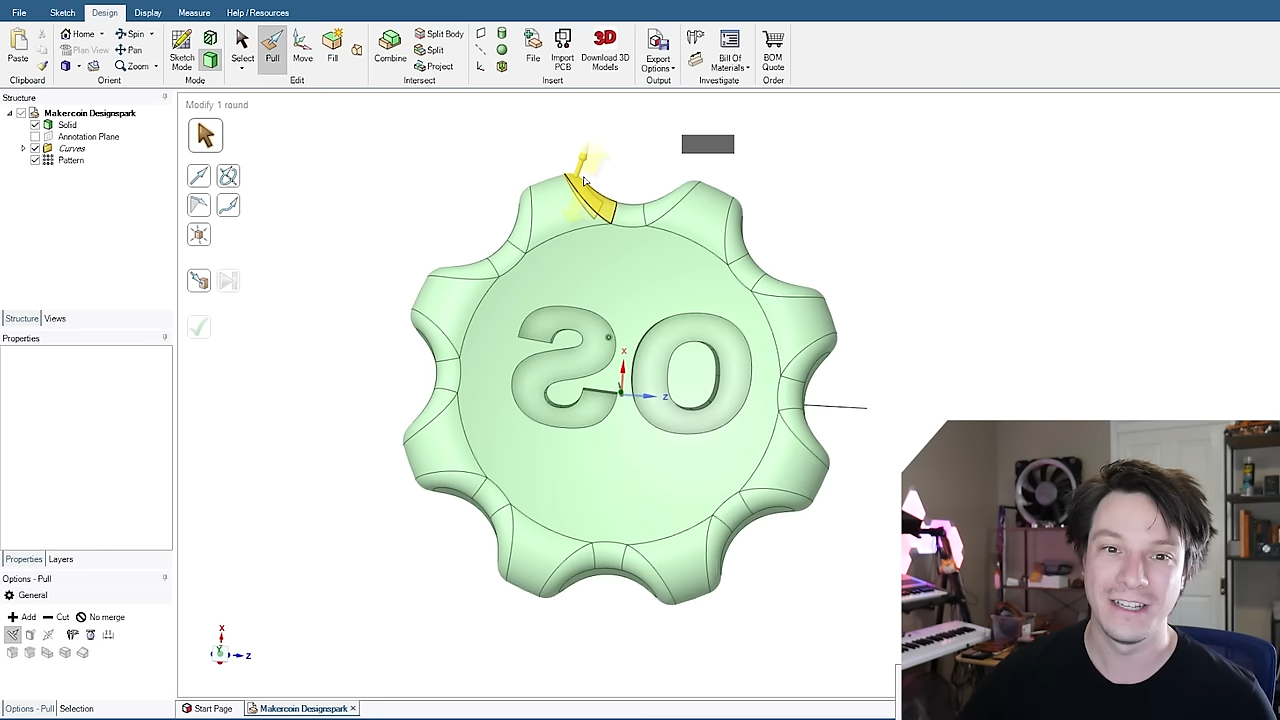 File Sketch Design Display Measure Help / Resources
Paste
Home Spin
Plan View Pan
Zoom
Sketch Mode
Select Pull Move Fill
Combine
Split Body
Split
Project
File Import PCB Download 3D Models
3D
Export Options
Bill Of Materials
BOM Quote
Clipboard Orient Mode Edit Intersect Insert Output Investigate Order
Structure
Makercoin Designspark
Solid
Annotation Plane
Curves
Pattern
Structure Views
Properties
Properties Layers
Options - Pull
General
Add Cut No merge
Options - Pull Selection
Modify 1 round
SO
X
Z
X
Y
Z
Start Page Makercoin Designspark